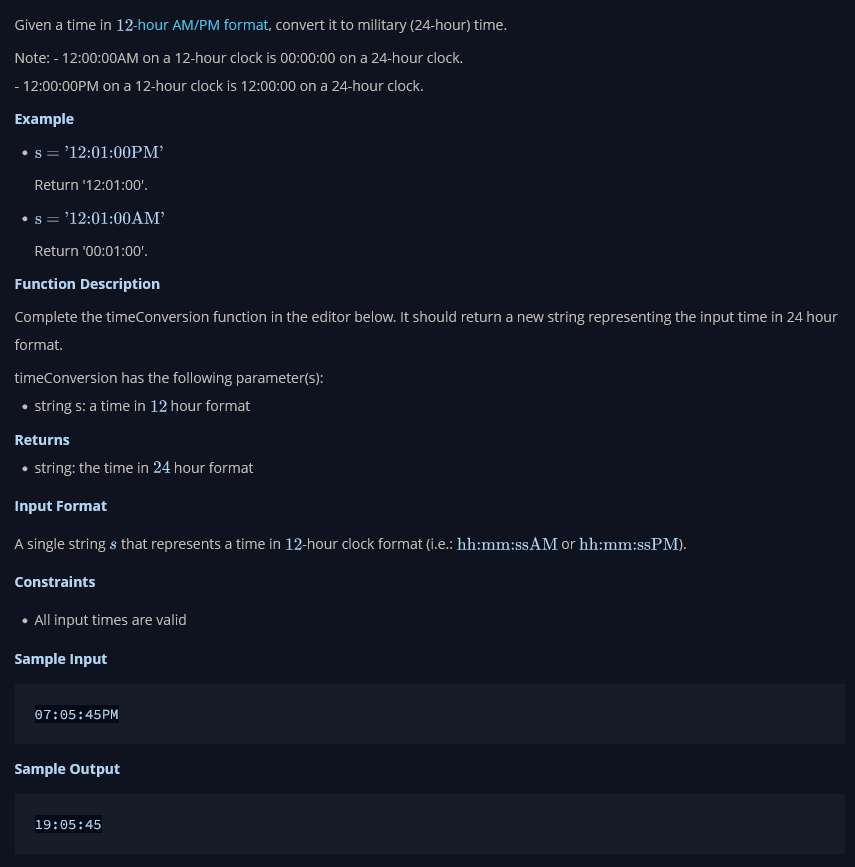 Given a time in 12-hour AM/PM format, convert it to military (24-hour) time.
Note: - 12:00:00AM on a 12-hour clock is 00:00:00 on a 24-hour clock.
- 12:00:00PM on a 12-hour clock is 12:00:00 on a 24-hour clock.
Example
• s = ’12:01:00PM’
Return '12:01:00'.
• s = ’12:01:00AM’
Return '00:01:00'.
Function Description
Complete the timeConversion function in the editor below. It should return a new string representing the input time in 24 hour
format.
timeConversion has the following parameter(s):
• string s: a time in 12 hour format
Returns
• string: the time in 24 hour format
Input Format
A single string s that represents a time in 12-hour clock format (i.e.: hh:mm:ssAM or hh:mm:ssPM).
Constraints
• All input times are valid
Sample Input
07:05:45PM
Sample Output
19:05:45